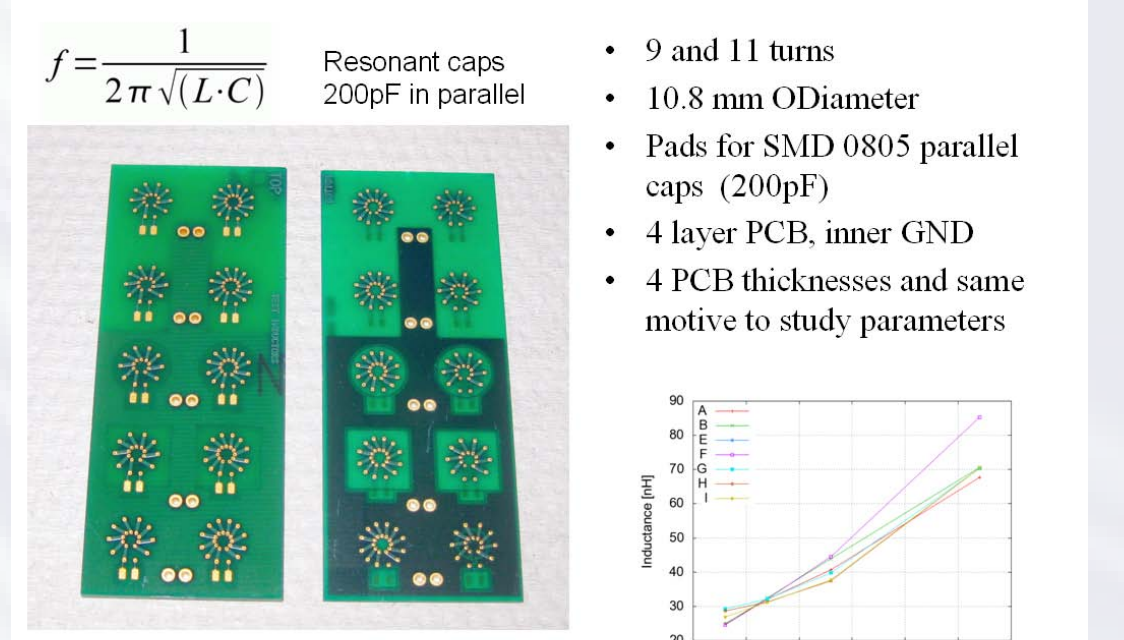 f = 1 / 2π√(L·C)
Resonant caps
200pF in parallel
• 9 and 11 turns
• 10.8 mm ODiameter
• Pads for SMD 0805 parallel
caps (200pF)
• 4 layer PCB, inner GND
• 4 PCB thicknesses and same
motive to study parameters
TOP
Inductance [nH]
90
80
70
60
50
40
30
20
A
B
E
F
G
H
I